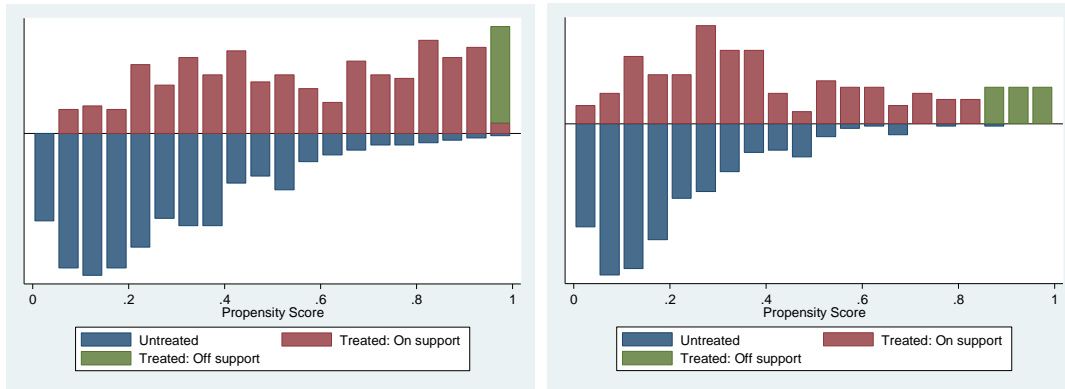 0 .2 .4 .6 .8 1
Propensity Score
Untreated Treated: On support
Treated: Off support
0 .2 .4 .6 .8 1
Propensity Score
Untreated Treated: On support
Treated: Off support